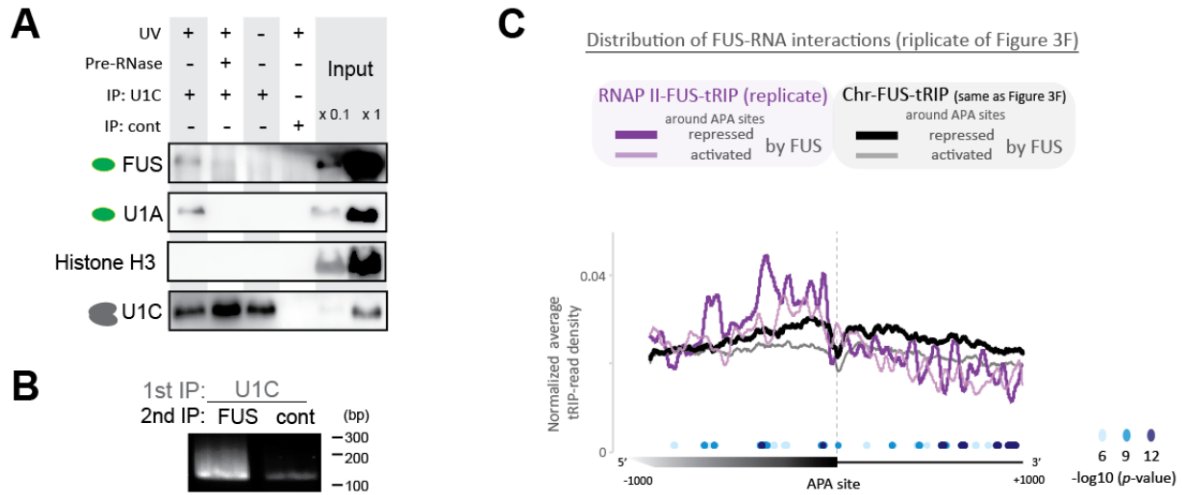 A
UV + + - +
Pre-RNase - + - -
Input
IP: U1C + + + -
x 0.1 x 1
IP: cont - - - +
FUS
U1A
Histone H3
U1C
B
1st IP: U1C
2nd IP: FUS cont (bp)
300
200
100
C
Distribution of FUS-RNA interactions (riplicate of Figure 3F)
RNAP II-FUS-tRIP (replicate)
around APA sites
repressed
activated
by FUS
Chr-FUS-tRIP (same as Figure 3F)
around APA sites
repressed
activated
by FUS
Normalized average
tRIP-read density
0.04
0
5′ 3′
-1000 APA site +1000
6 9 12
-log10 (p-value)